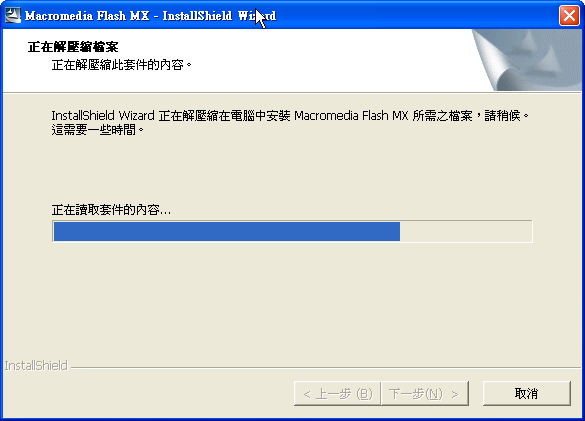 Macromedia Flash MX - InstallShield Wizard
正在解壓縮檔案
正在解壓縮此套件的內容。
InstallShield Wizard 正在解壓縮在電腦中安裝 Macromedia Flash MX 所需之檔案，請稍候。
這需要一些時間。
正在讀取套件的內容...
InstallShield
< 上一步 (B)
下一步(N) >
取消